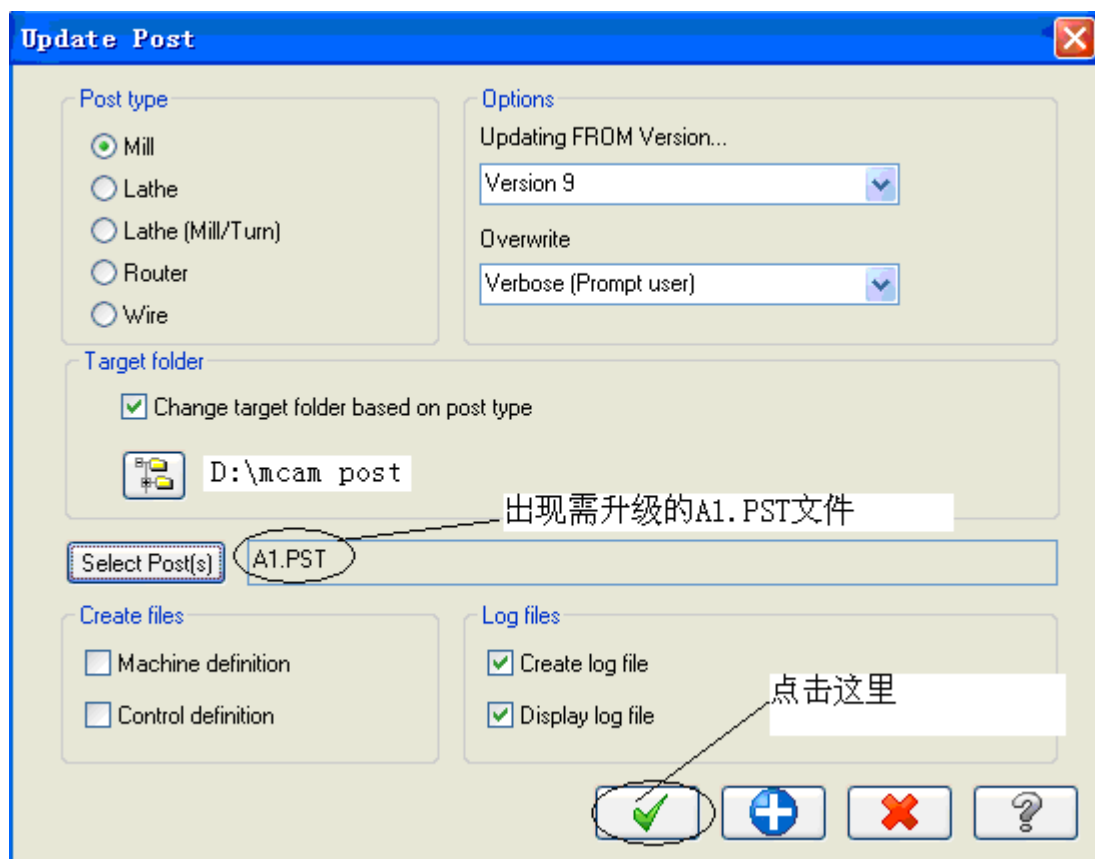 Update Post
Post type
Mill
Lathe
Lathe (Mill/Turn)
Router
Wire
Options
Updating FROM Version...
Version 9
Overwrite
Verbose (Prompt user)
Target folder
Change target folder based on post type
D:\mcam post
出现需升级的A1.PST文件
Select Post(s)
A1.PST
Create files
Machine definition
Control definition
Log files
Create log file
Display log file
点击这里